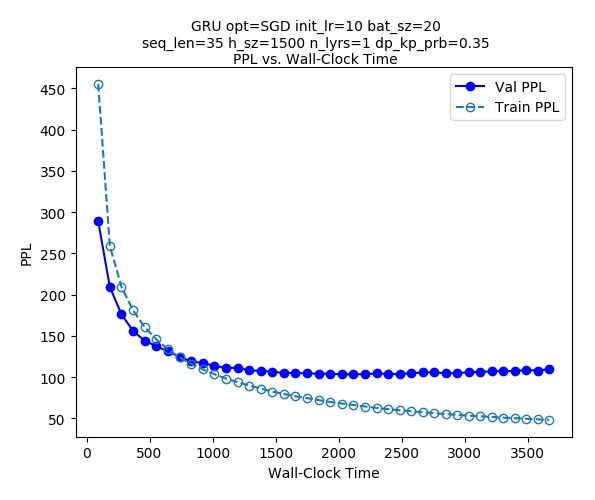 GRU opt=SGD init_lr=10 bat_sz=20
seq_len=35 h_sz=1500 n_lyrs=1 dp_kp_prb=0.35
PPL vs. Wall-Clock Time
Val PPL
Train PPL
PPL
450
400
350
300
250
200
150
100
50
0 500 1000 1500 2000 2500 3000 3500
Wall-Clock Time